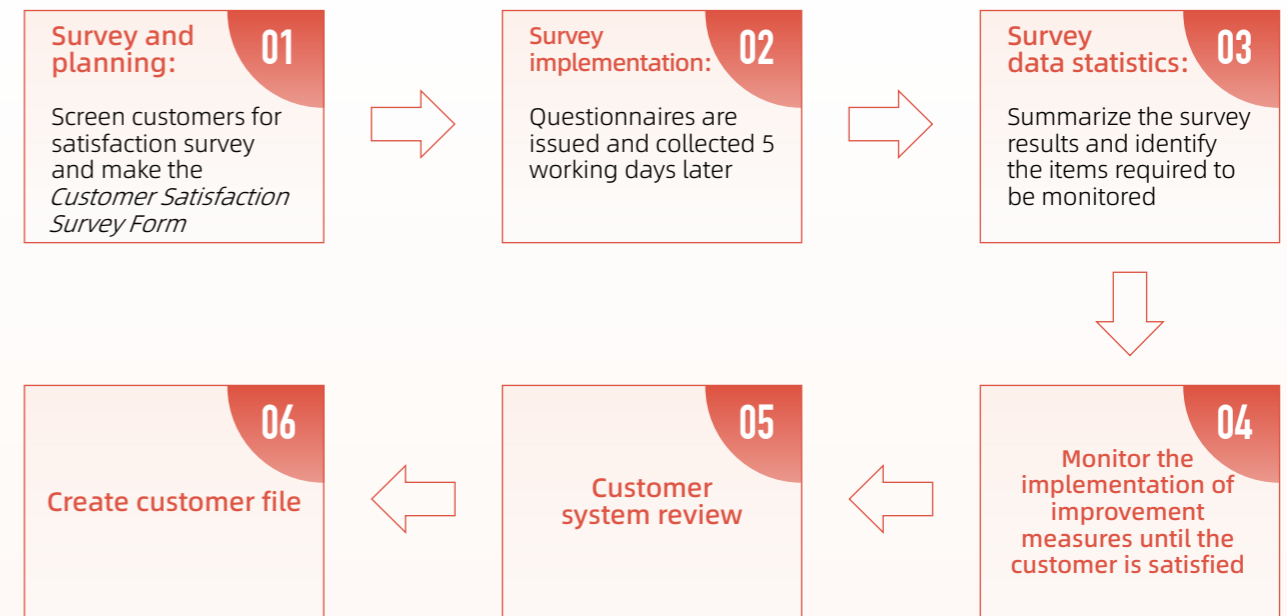 Survey and
planning:
01
Screen customers for
satisfaction survey
and make the
Customer Satisfaction
Survey Form
Survey
implementation:
02
Questionnaires are
issued and collected 5
working days later
Survey
data statistics:
03
Summarize the survey
results and identify
the items required to
be monitored
04
Monitor the
implementation of
improvement
measures until the
customer is satisfied
05
Customer
system review
06
Create customer file